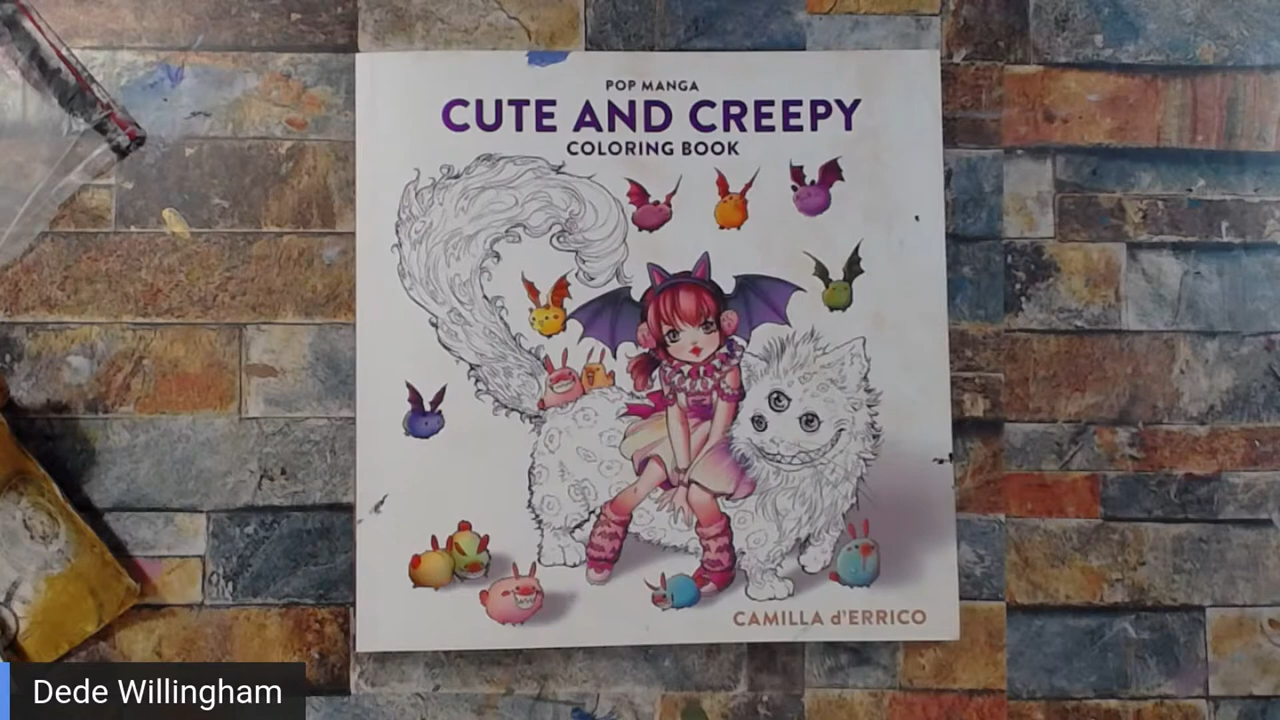 POP MANGA
CUTE AND CREEPY
COLORING BOOK
CAMILLA d'ERRICO
Dede Willingham